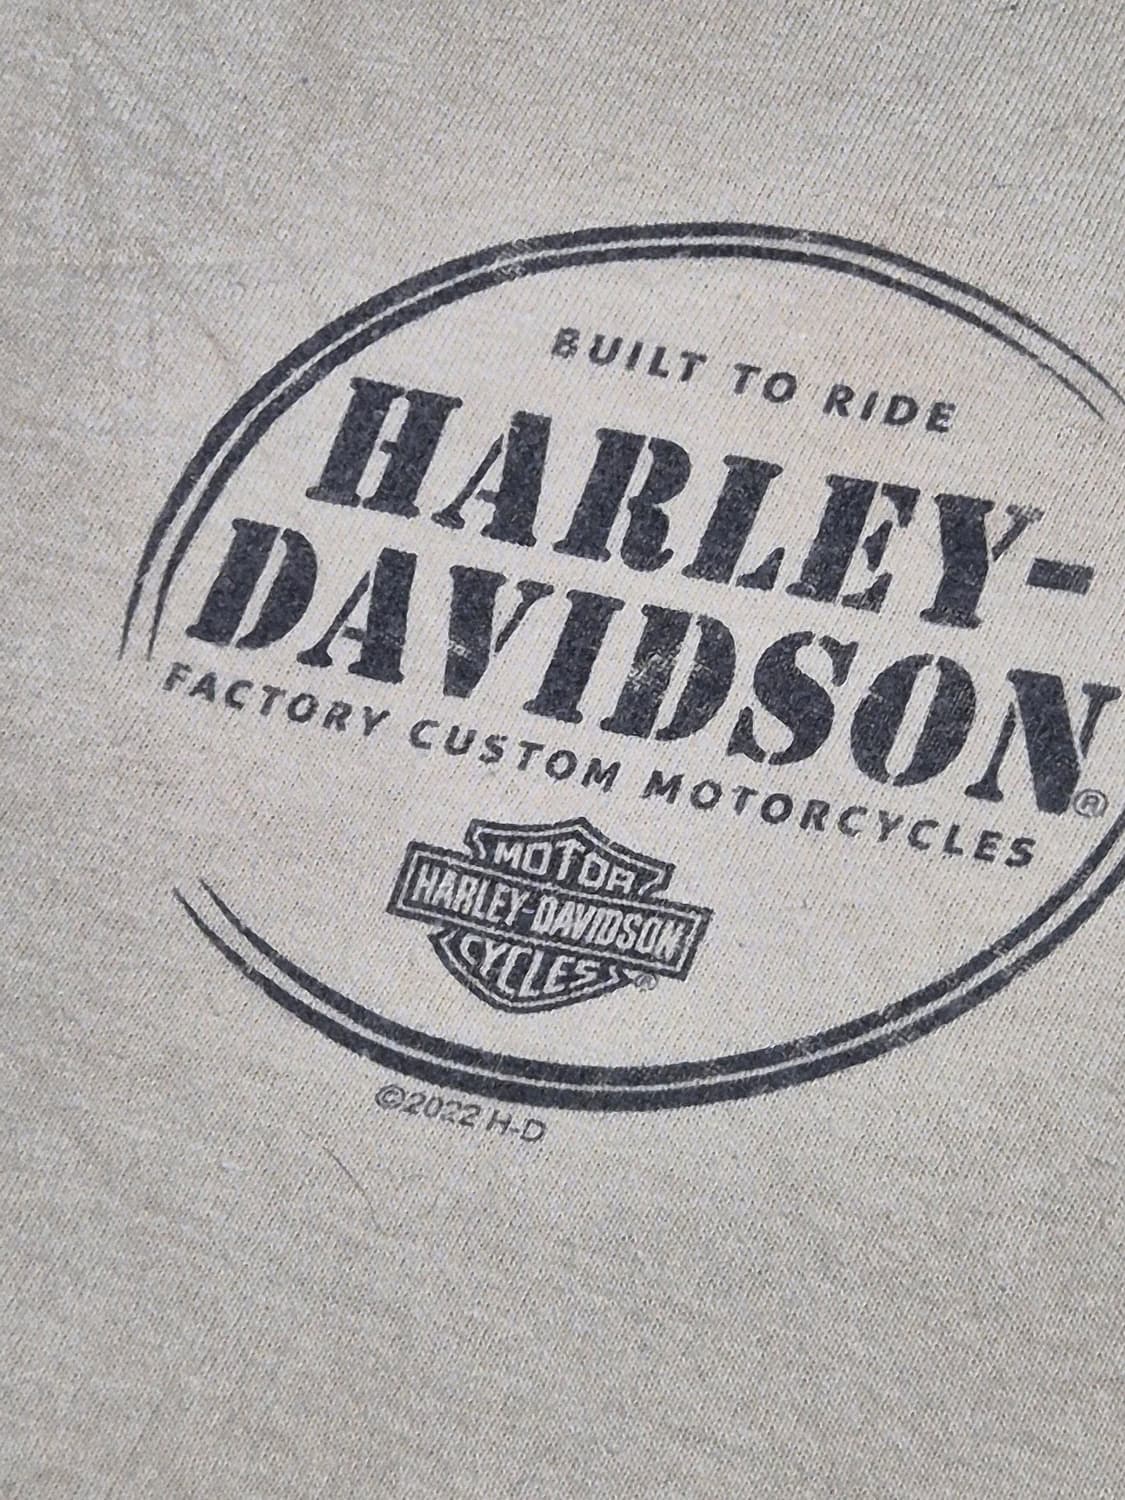 BUILT TO RIDE
HARLEY-
DAVIDSON®
FACTORY CUSTOM MOTORCYCLES
MOTOR
HARLEY-DAVIDSON
CYCLES®
©2022 H-D